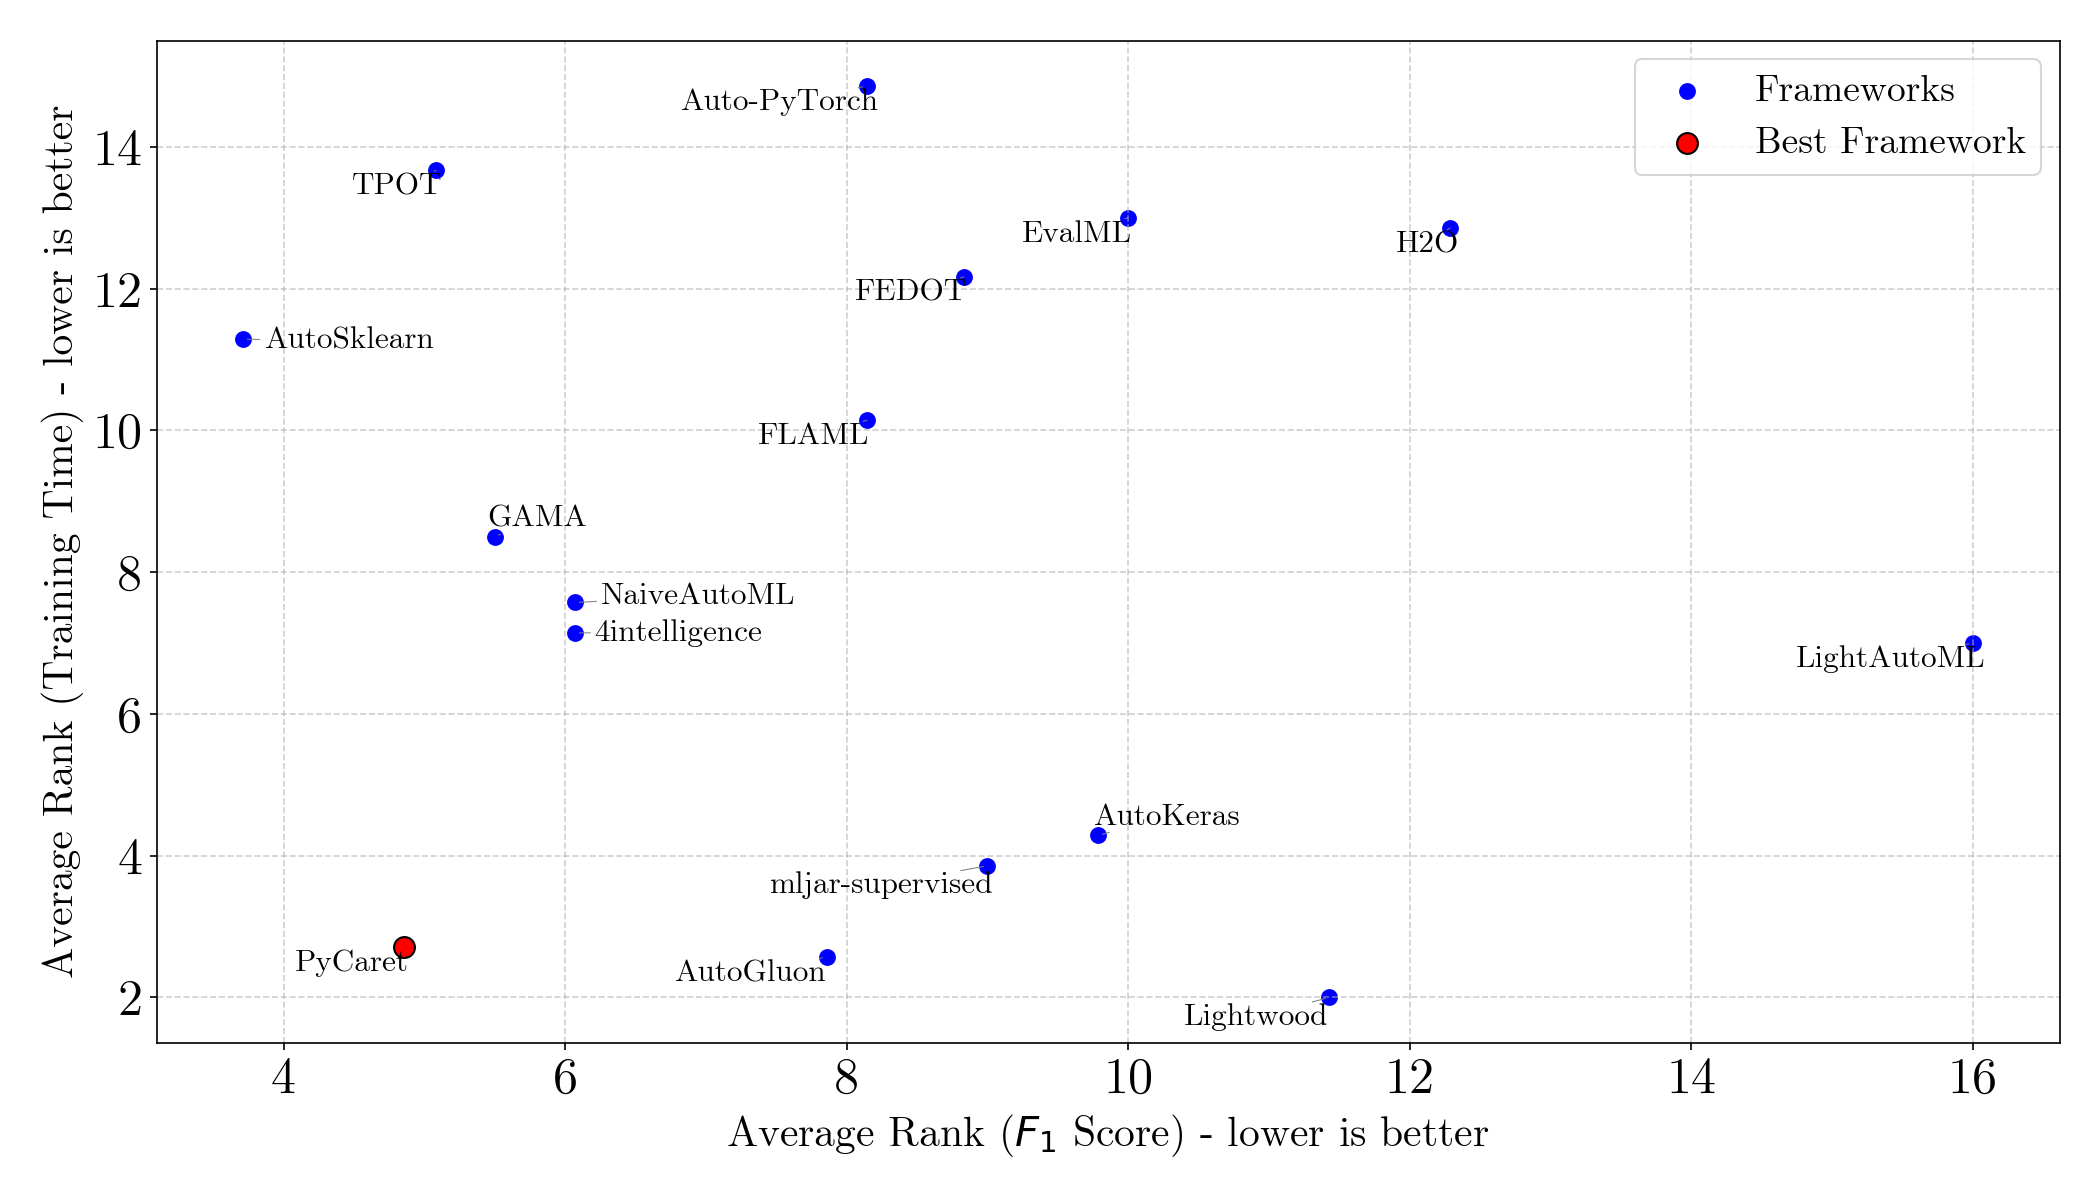 Frameworks
Best Framework
Auto-PyTorch
TPOT
EvalML
H2O
FEDOT
AutoSklearn
FLAML
GAMA
NaiveAutoML
4intelligence
LightAutoML
AutoKeras
mljar-supervised
PyCaret
AutoGluon
Lightwood
14
12
10
8
6
4
2
Average Rank (Training Time) - lower is better
4 6 8 10 12 14 16
Average Rank (F₁ Score) - lower is better